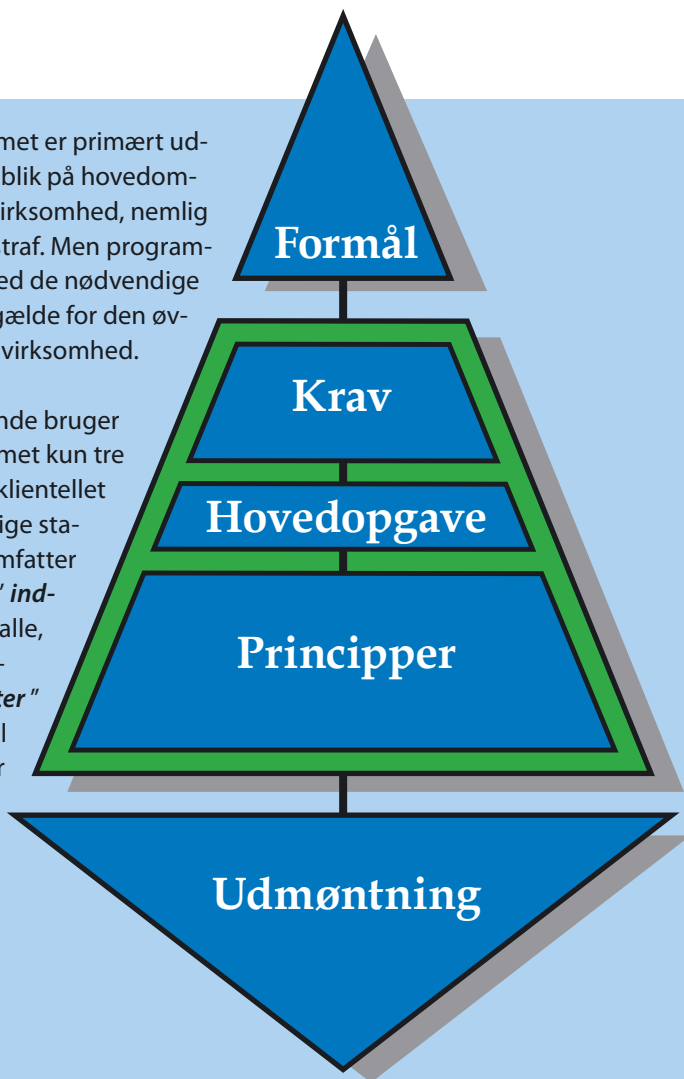 met er primært ud-
blik på hovedom-
irksomhed, nemlig
straf. Men program-
ed de nødvendige
gælde for den øv-
virksomhed.
nde bruger
met kun tre
klientellet
ige sta-
mfatter
" ind-
alle,
-
ter "
l
r
Formål
Krav
Hovedopgave
Principper
Udmøntning